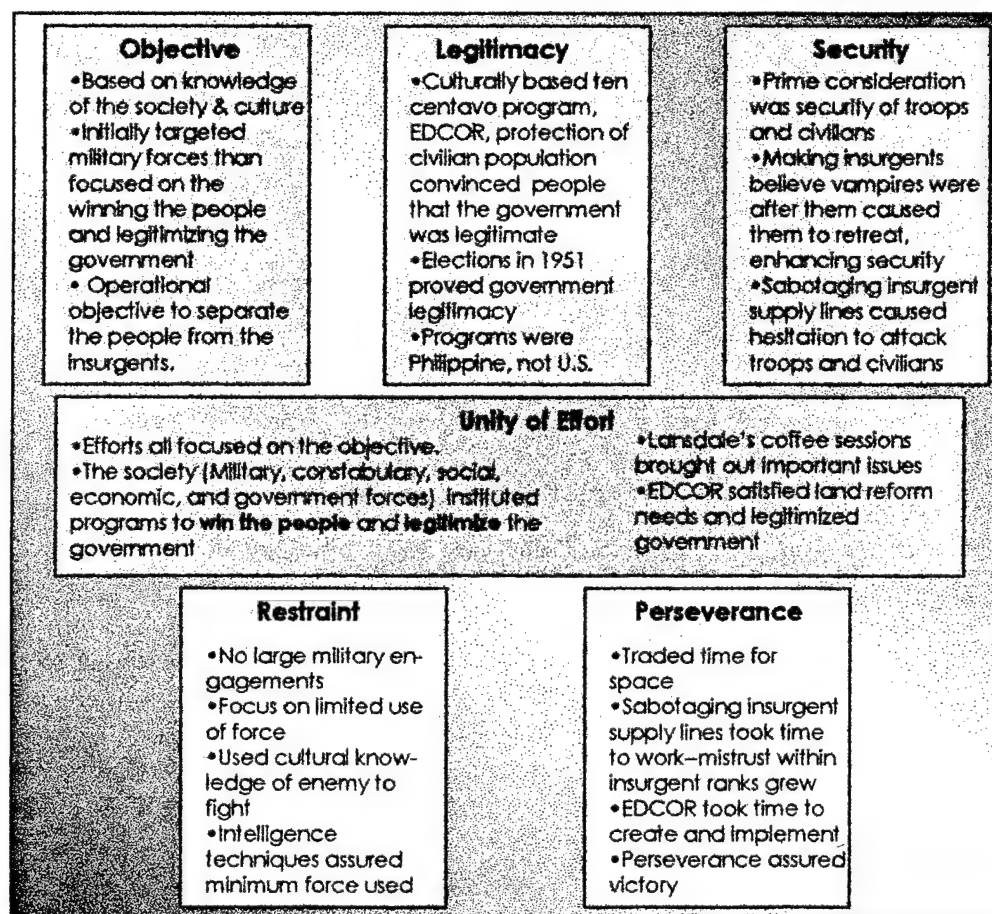 Objective
•Based on knowledge
of the society & culture
•Initially targeted
military forces than
focused on the
winning the people
and legitimizing the
government
• Operational
objective to separate
the people from the
insurgents.
Legitimacy
•Culturally based ten
centavo program,
EDCOR, protection of
civilian population
convinced people
that the government
was legitimate
•Elections in 1951
proved government
legitimacy
•Programs were
Philippine, not U.S.
Security
•Prime consideration
was security of troops
and civilians
•Making insurgents
believe vampires were
after them caused
them to retreat,
enhancing security
•Sabotaging insurgent
supply lines caused
hesitation to attack
troops and civilians
Unity of Effort
•Efforts all focused on the objective.
•The society (Military, constabulary, social,
economic, and government forces) instituted
programs to win the people and legitimize the
government
•Lansdale's coffee sessions
brought out important issues
•EDCOR satisfied land reform
needs and legitimized
government
Restraint
•No large military en-
gagements
•Focus on limited use
of force
•Used cultural know-
ledge of enemy to
fight
•Intelligence
techniques assured
minimum force used
Perseverance
•Traded time for
space
•Sabotaging insurgent
supply lines took time
to work–mistrust within
insurgent ranks grew
•EDCOR took time to
create and implement
•Perseverance assured
victory